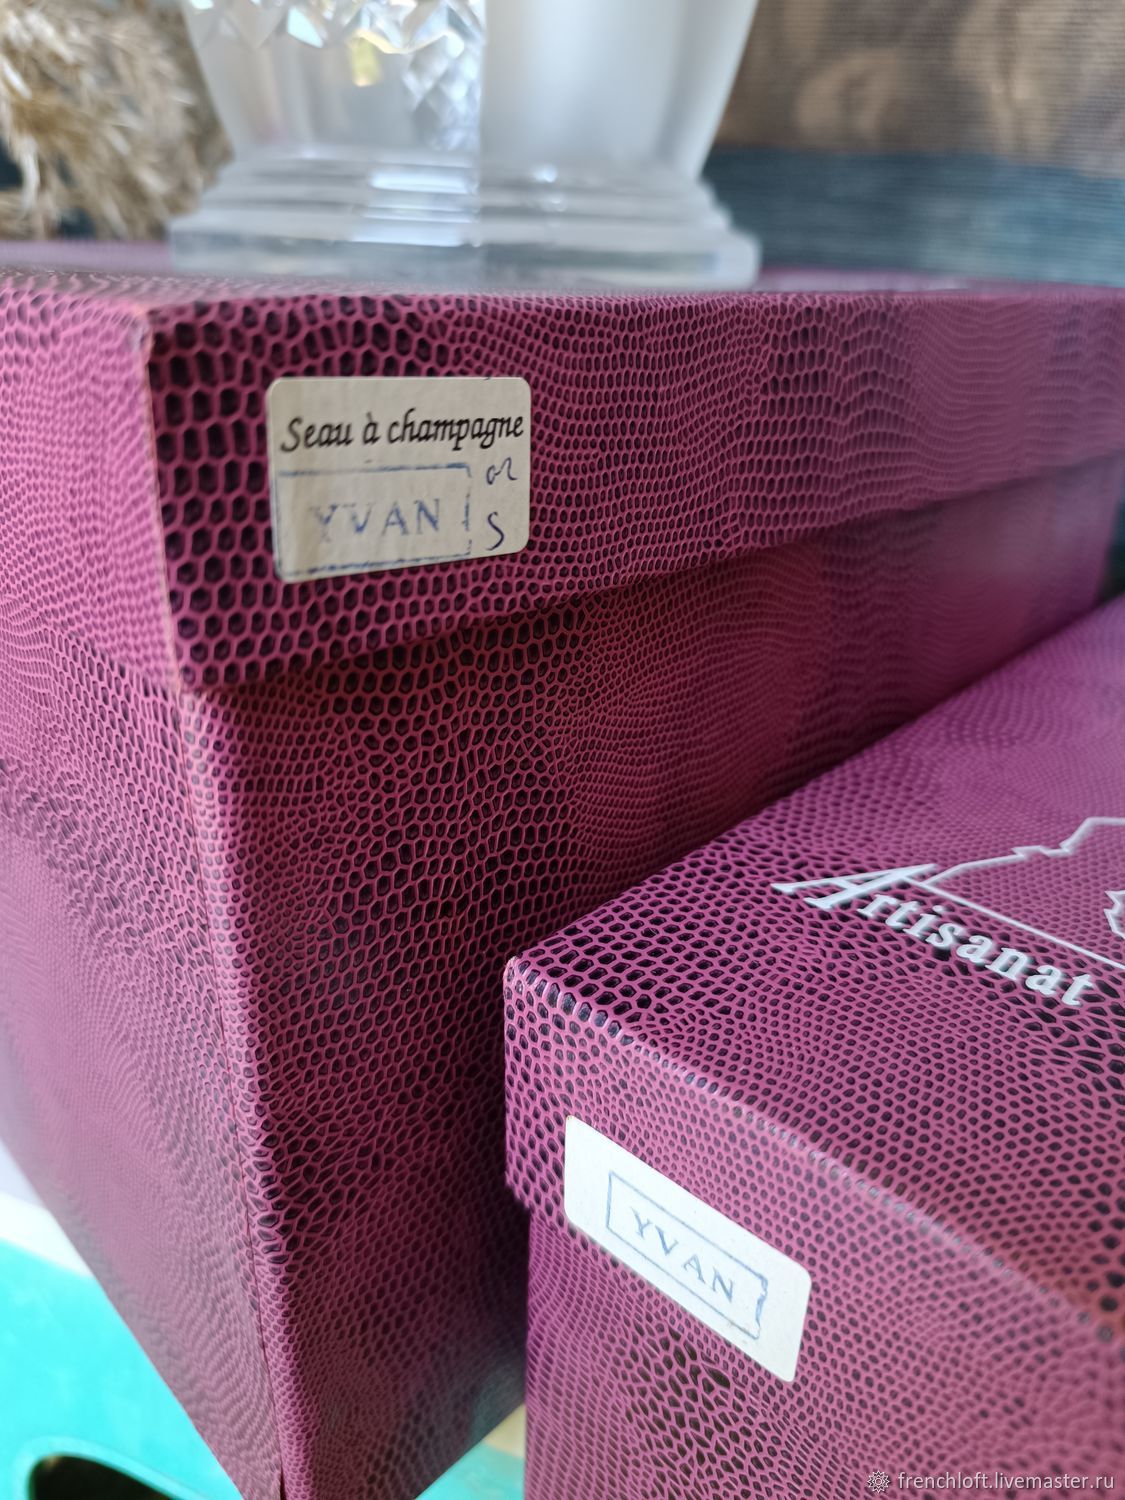 Seau à champagne
or
YVAN S
Artisanat
YVAN
frenchloft.livemaster.ru